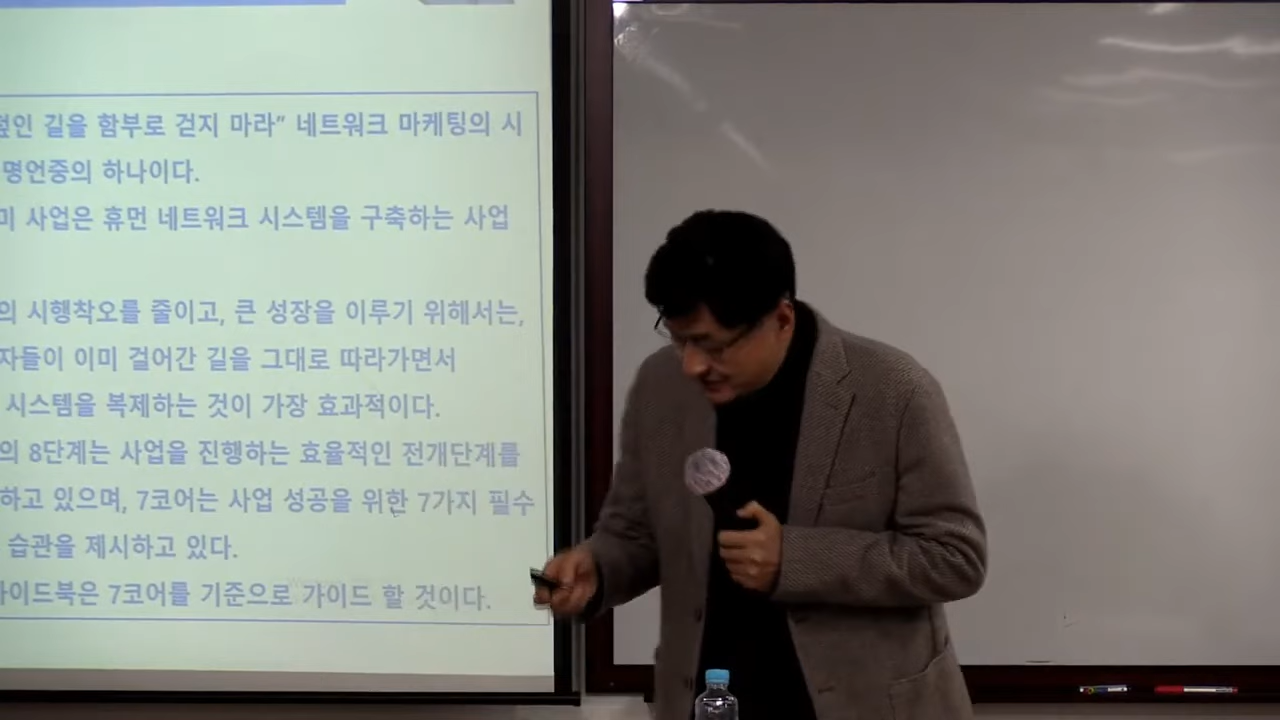 길을 함부로 걷지 마라” 네트워크 마케팅의 시
명언중의 하나이다.
미 사업은 휴먼 네트워크 시스템을 구축하는 사업
의 시행착오를 줄이고, 큰 성장을 이루기 위해서는,
자들이 이미 걸어간 길을 그대로 따라가면서
시스템을 복제하는 것이 가장 효과적이다.
의 8단계는 사업을 진행하는 효율적인 전개단계를
하고 있으며, 7코어는 사업 성공을 위한 7가지 필수
습관을 제시하고 있다.
가이드북은 7코어를 기준으로 가이드 할 것이다.